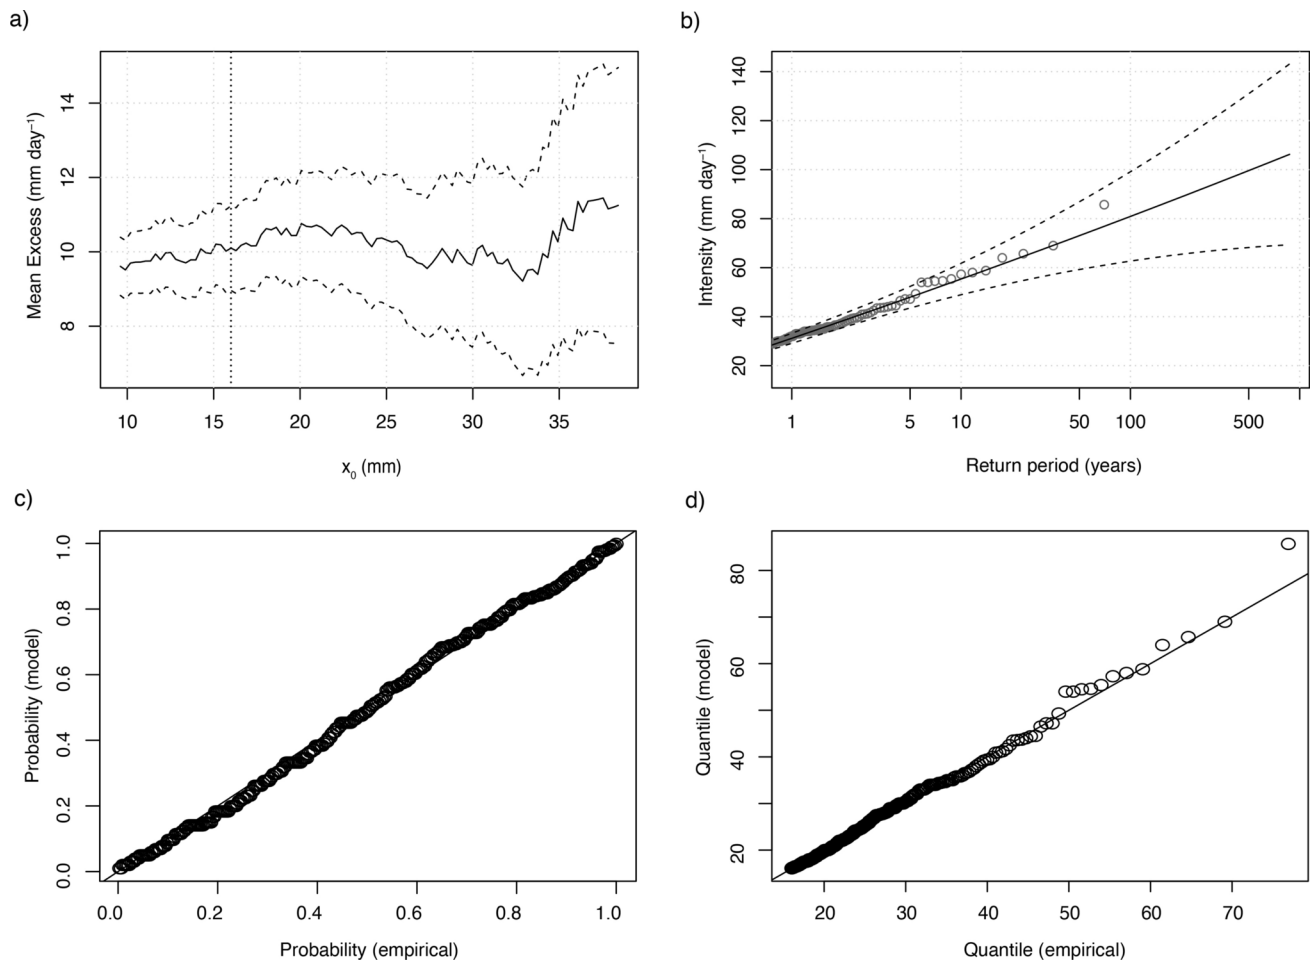 a)
Mean Excess (mm day⁻¹)
14
12
10
8
10 15 20 25 30 35
x₀ (mm)
b)
Intensity (mm day⁻¹)
140
120
100
80
60
40
20
1 5 10 50 100 500
Return period (years)
c)
Probability (model)
1.0
0.8
0.6
0.4
0.2
0.0
0.0 0.2 0.4 0.6 0.8 1.0
Probability (empirical)
d)
Quantile (model)
80
60
40
20
20 30 40 50 60 70
Quantile (empirical)